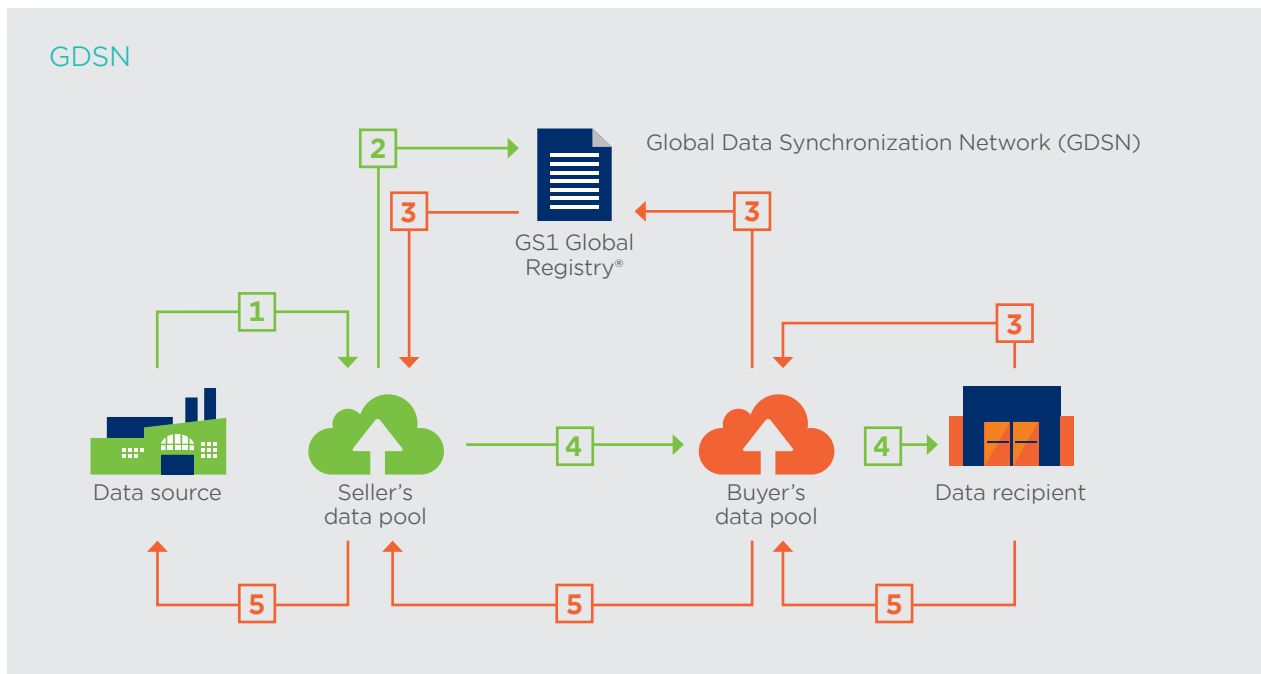 GDSN
2
Global Data Synchronization Network (GDSN)
3
3
GS1 Global
Registry®
1
3
4
4
Data source
Seller's
data pool
Buyer's
data pool
Data recipient
5
5
5